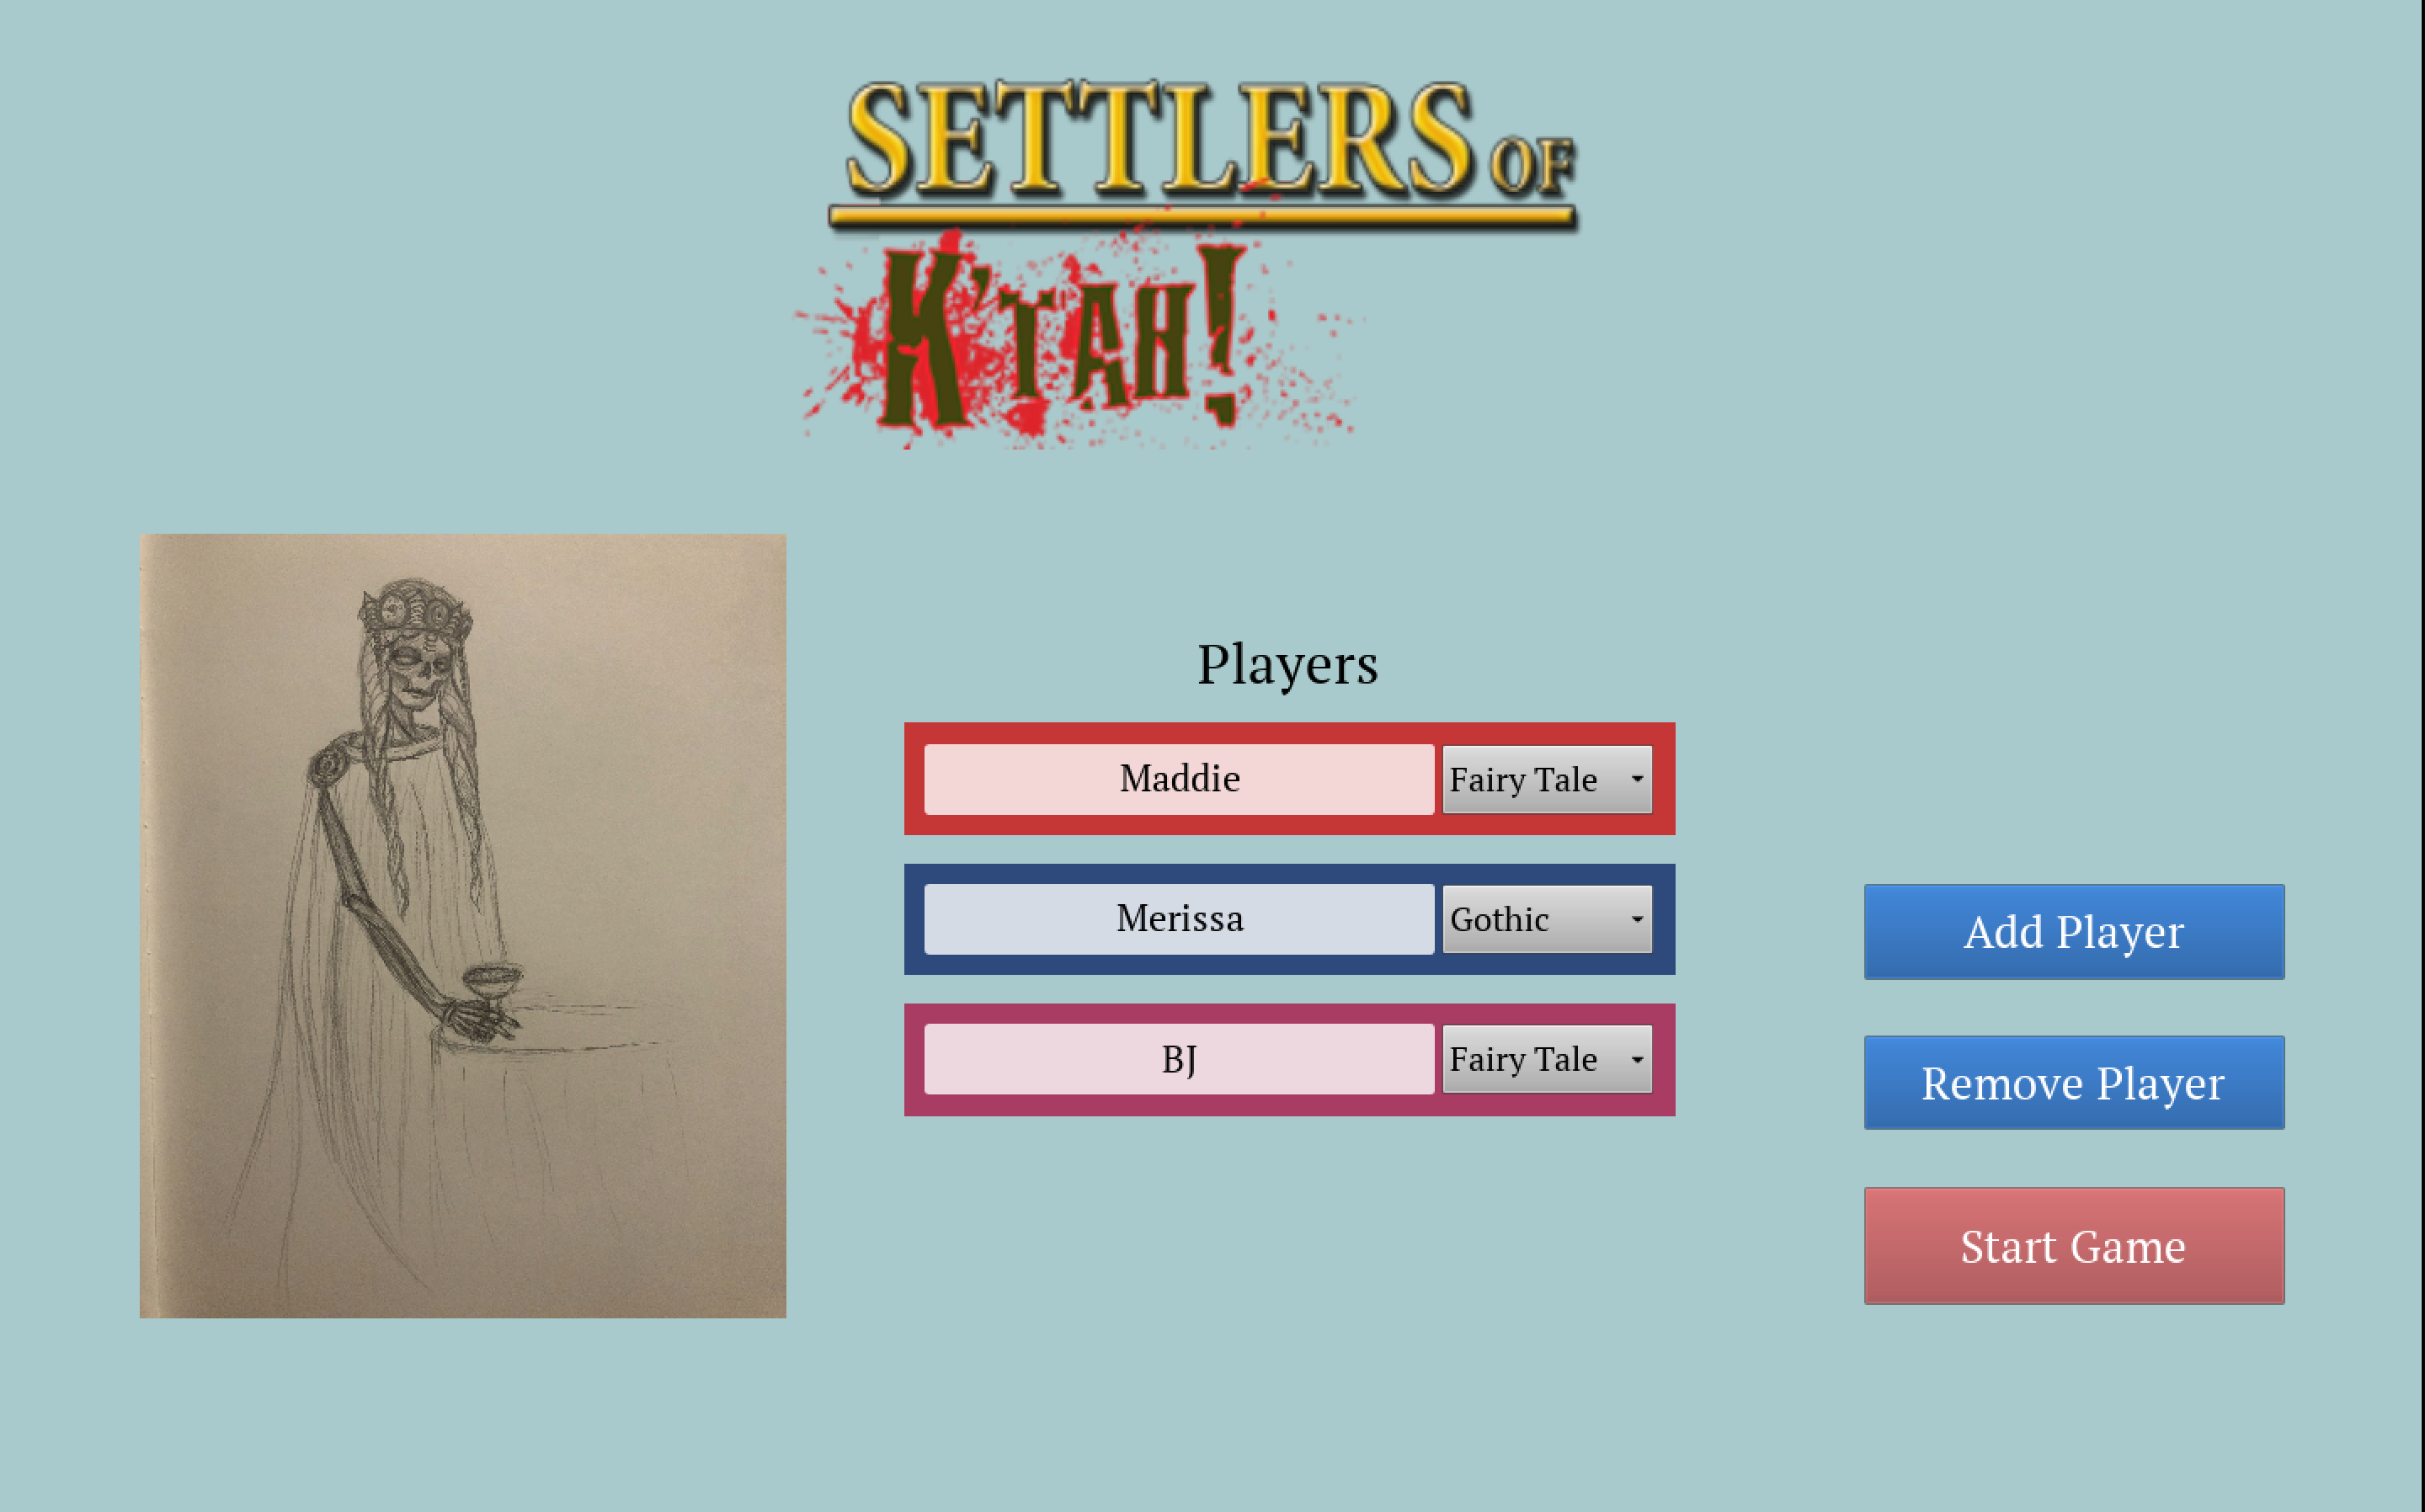 SETTLERS OF
K'TAH!
Players
Maddie
Fairy Tale
Merissa
Gothic
BJ
Fairy Tale
Add Player
Remove Player
Start Game